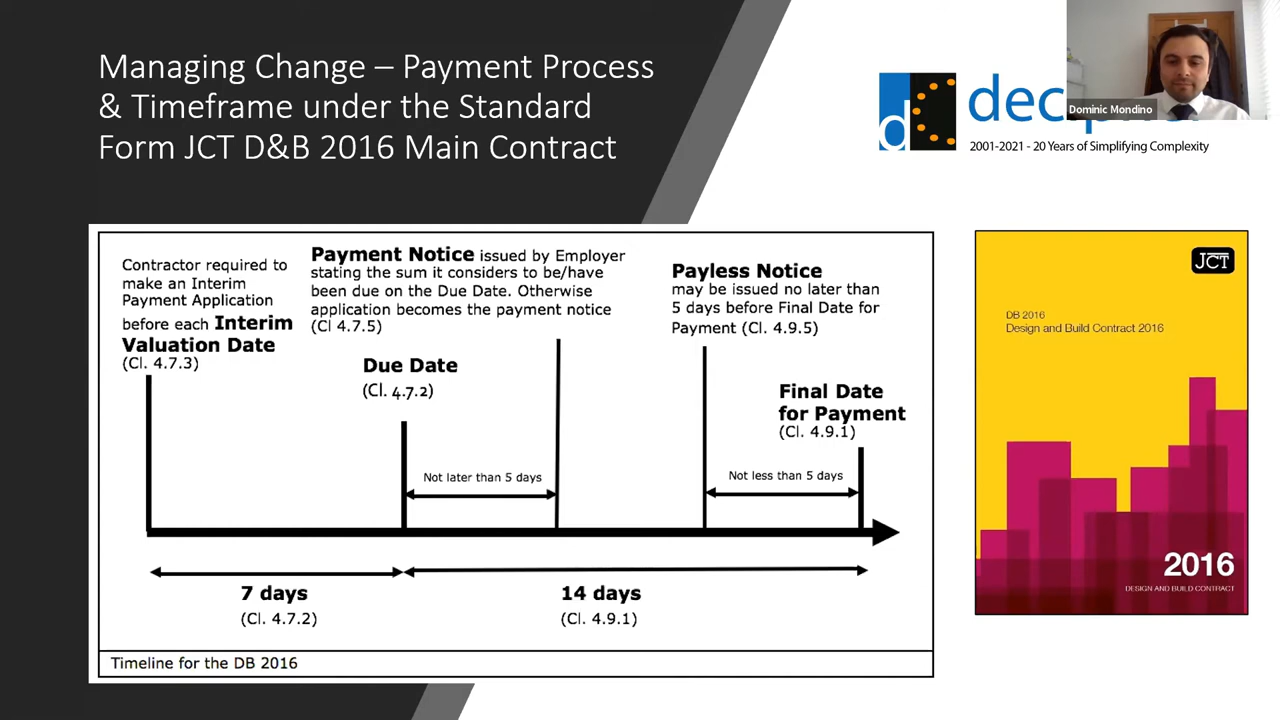 Managing Change – Payment Process
& Timeframe under the Standard
Form JCT D&B 2016 Main Contract
Dominic Mondino
2001-2021 - 20 Years of Simplifying Complexity
Contractor required to
make an Interim
Payment Application
before each Interim
Valuation Date
(Cl. 4.7.3)
Payment Notice issued by Employer
stating the sum it considers to be/have
been due on the Due Date. Otherwise
application becomes the payment notice
(Cl 4.7.5)
Due Date
(Cl. 4.7.2)
Payless Notice
may be issued no later than
5 days before Final Date for
Payment (Cl. 4.9.5)
Final Date
for Payment
(Cl. 4.9.1)
Not later than 5 days
Not less than 5 days
7 days
(Cl. 4.7.2)
14 days
(Cl. 4.9.1)
Timeline for the DB 2016
JCT
DB 2016
Design and Build Contract 2016
2016
DESIGN AND BUILD CONTRACT